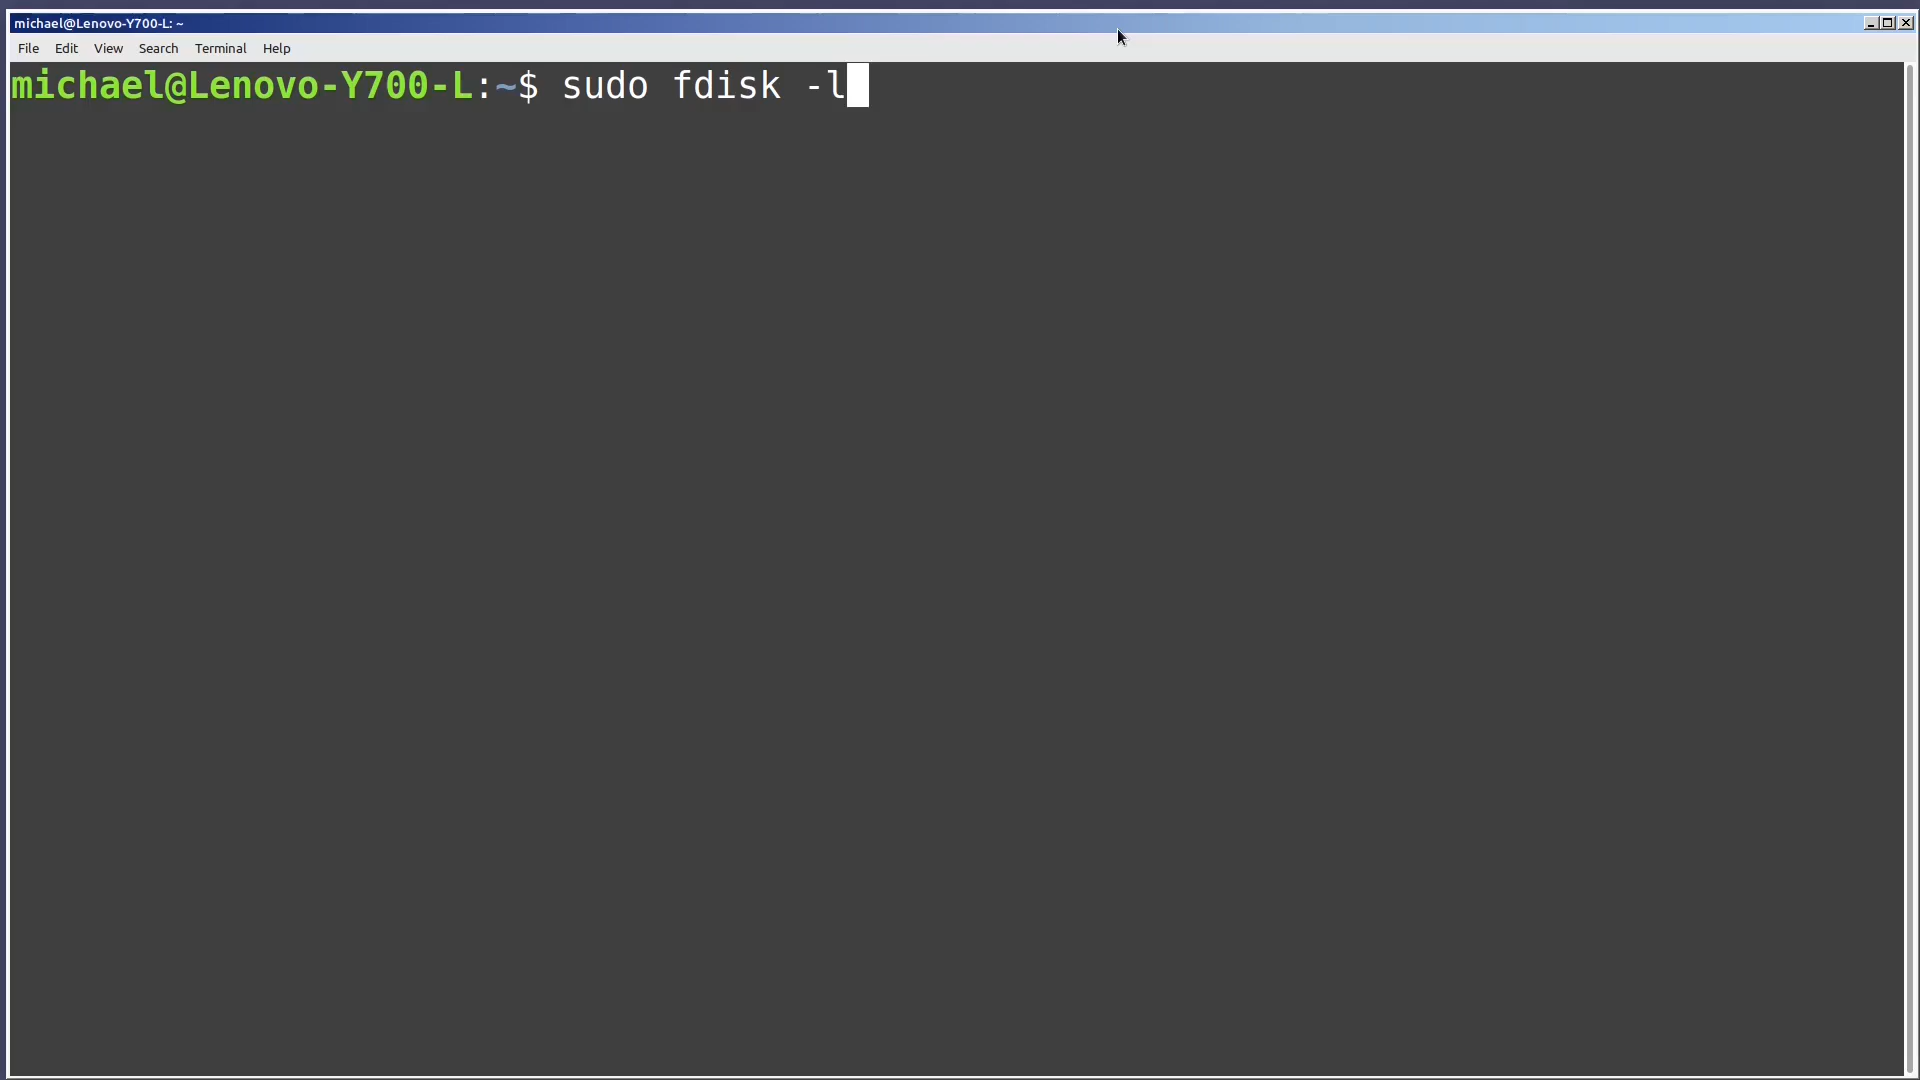 michael@Lenovo-Y700-L: ~
File Edit View Search Terminal Help
michael@Lenovo-Y700-L:~$ sudo fdisk -l